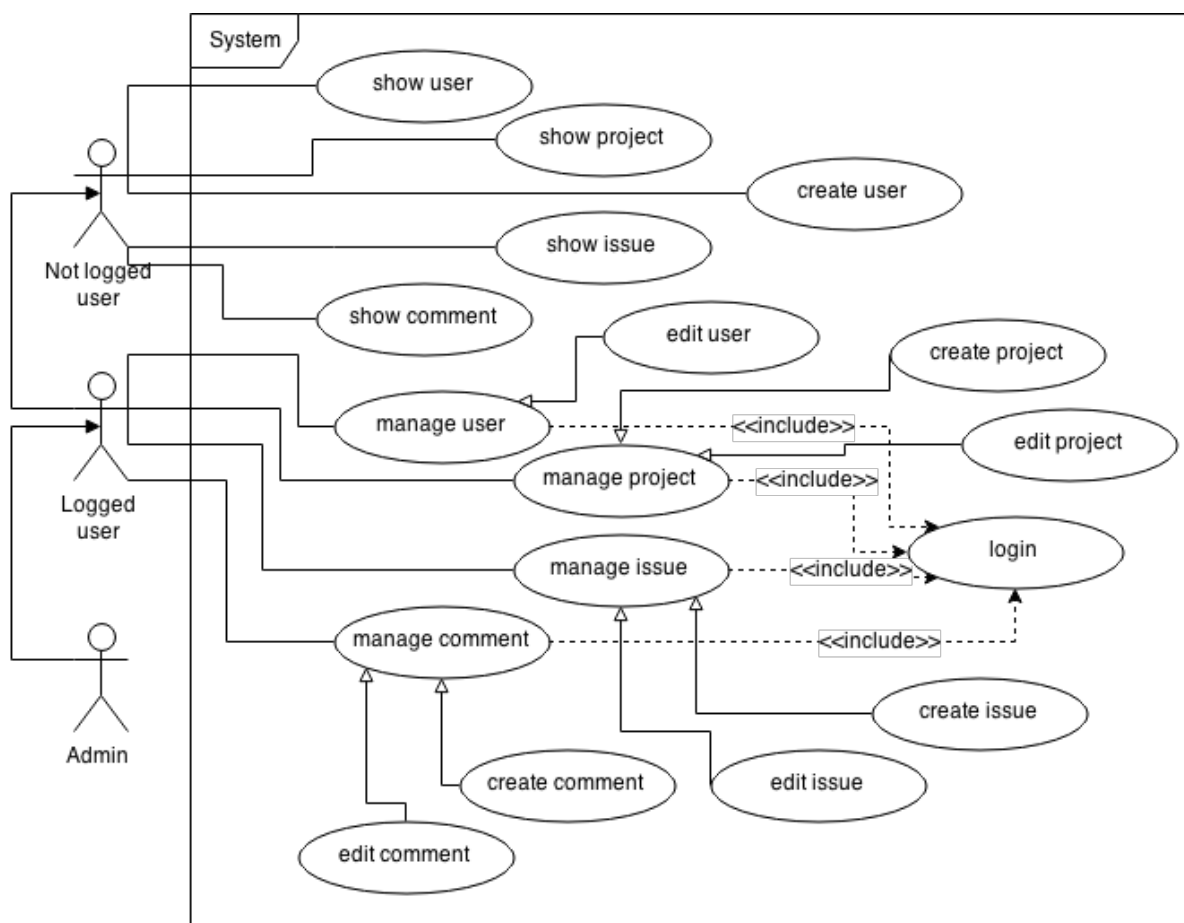 System
show user
show project
create user
show issue
Not logged
user
show comment
edit user
create project
manage user
<<include>>
edit project
manage project
<<include>>
Logged
user
login
manage issue
<<include>>
manage comment
<<include>>
create issue
Admin
create comment
edit issue
edit comment